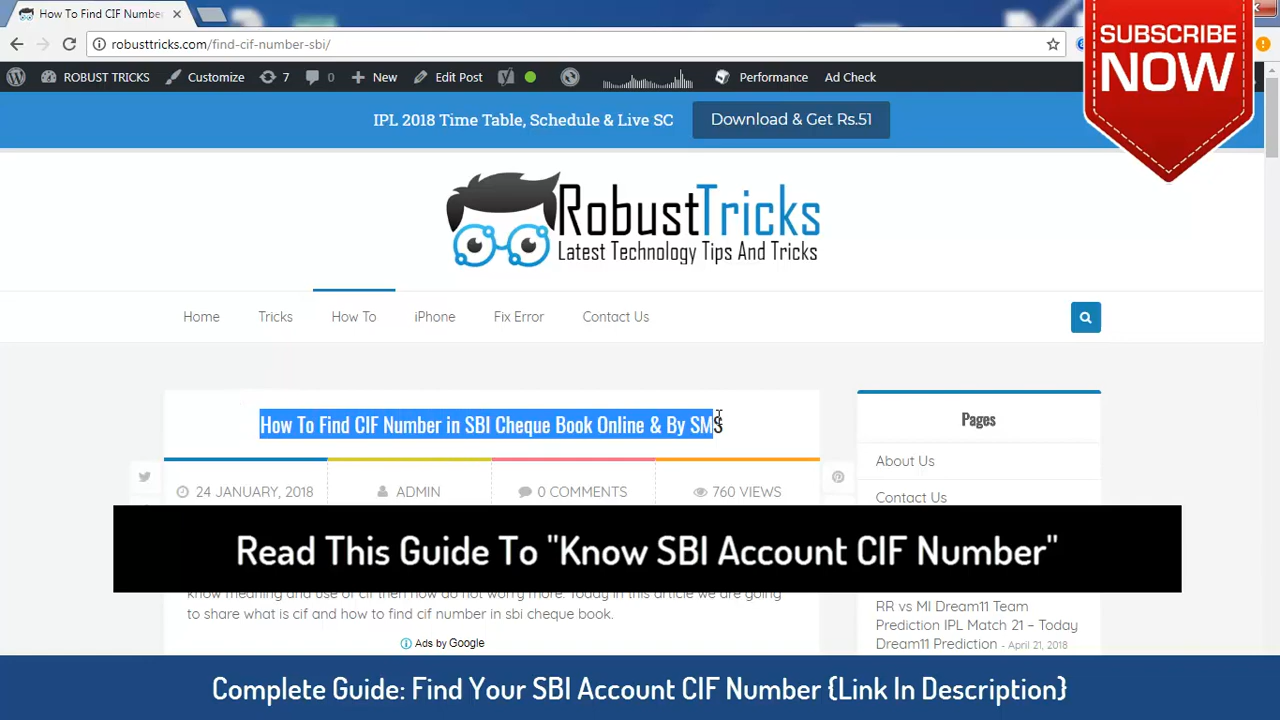 How To Find CIF Number
SUBSCRIBE
NOW
robusttricks.com/find-cif-number-sbi/
ROBUST TRICKS
Customize
7
0
New
Edit Post
Performance
Ad Check
IPL 2018 Time Table, Schedule & Live SC
Download & Get Rs.51
RobustTricks
Latest Technology Tips And Tricks
Home
Tricks
How To
iPhone
Fix Error
Contact Us
How To Find CIF Number in SBI Cheque Book Online & By SMS
Pages
About Us
24 JANUARY, 2018
ADMIN
0 COMMENTS
760 VIEWS
Contact Us
Read This Guide To "Know SBI Account CIF Number"
know meaning and use of cif then how do not worry more. Today in this article we are going
to share what is cif and how to find cif number in sbi cheque book.
RR vs MI Dream11 Team
Prediction IPL Match 21 – Today
Dream11 Prediction - April 21, 2018
Ads by Google
Complete Guide: Find Your SBI Account CIF Number {Link In Description}